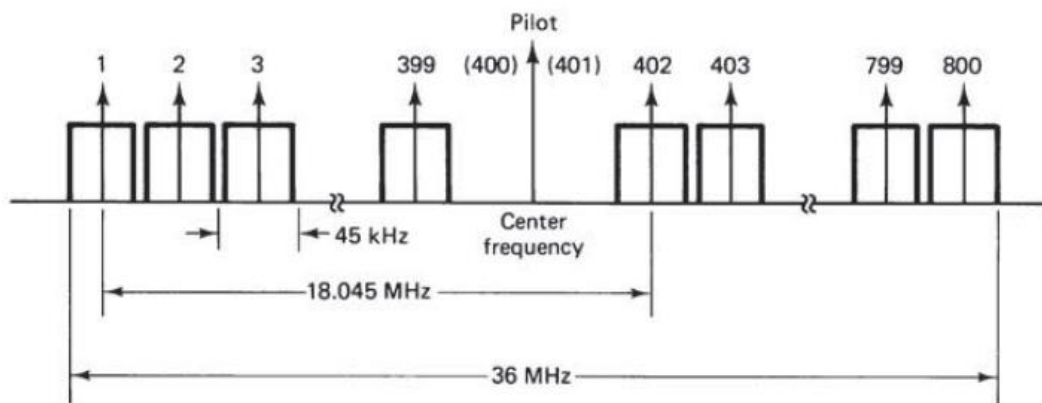 Pilot
1 2 3 399 (400) (401) 402 403 799 800
45 kHz
Center
frequency
18.045 MHz
36 MHz